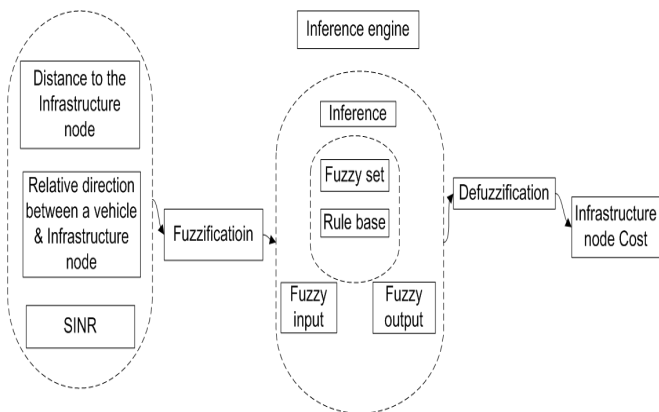 Distance to the
Infrastructure
node
Relative direction
between a vehicle
& Infrastructure
node
SINR
Fuzzificatioin
Inference engine
Inference
Fuzzy set
Rule base
Fuzzy
input
Fuzzy
output
Defuzzification
Infrastructure
node Cost